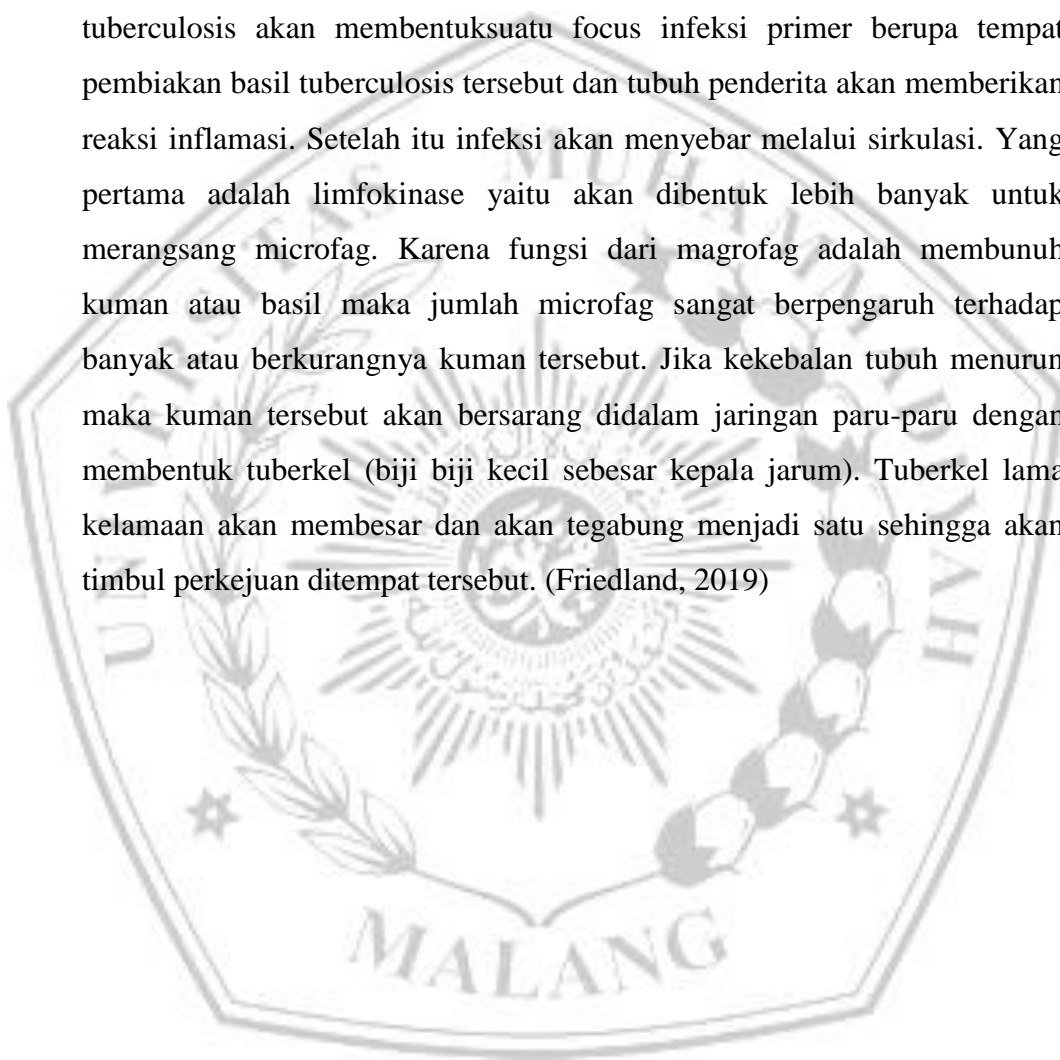 tuberculosis akan membentuksuatu focus infeksi primer berupa tempat
pembiakan basil tuberculosis tersebut dan tubuh penderita akan memberikan
reaksi inflamasi. Setelah itu infeksi akan menyebar melalui sirkulasi. Yang
pertama adalah limfokinase yaitu akan dibentuk lebih banyak untuk
merangsang microfag. Karena fungsi dari magrofag adalah membunuh
kuman atau basil maka jumlah microfag sangat berpengaruh terhadap
banyak atau berkurangnya kuman tersebut. Jika kekebalan tubuh menurun
maka kuman tersebut akan bersarang didalam jaringan paru-paru dengan
membentuk tuberkel (biji biji kecil sebesar kepala jarum). Tuberkel lama
kelamaan akan membesar dan akan tegabung menjadi satu sehingga akan
timbul perkejuan ditempat tersebut. (Friedland, 2019)
UNIVERSITAS MUHAMMADIYAH
MALANG